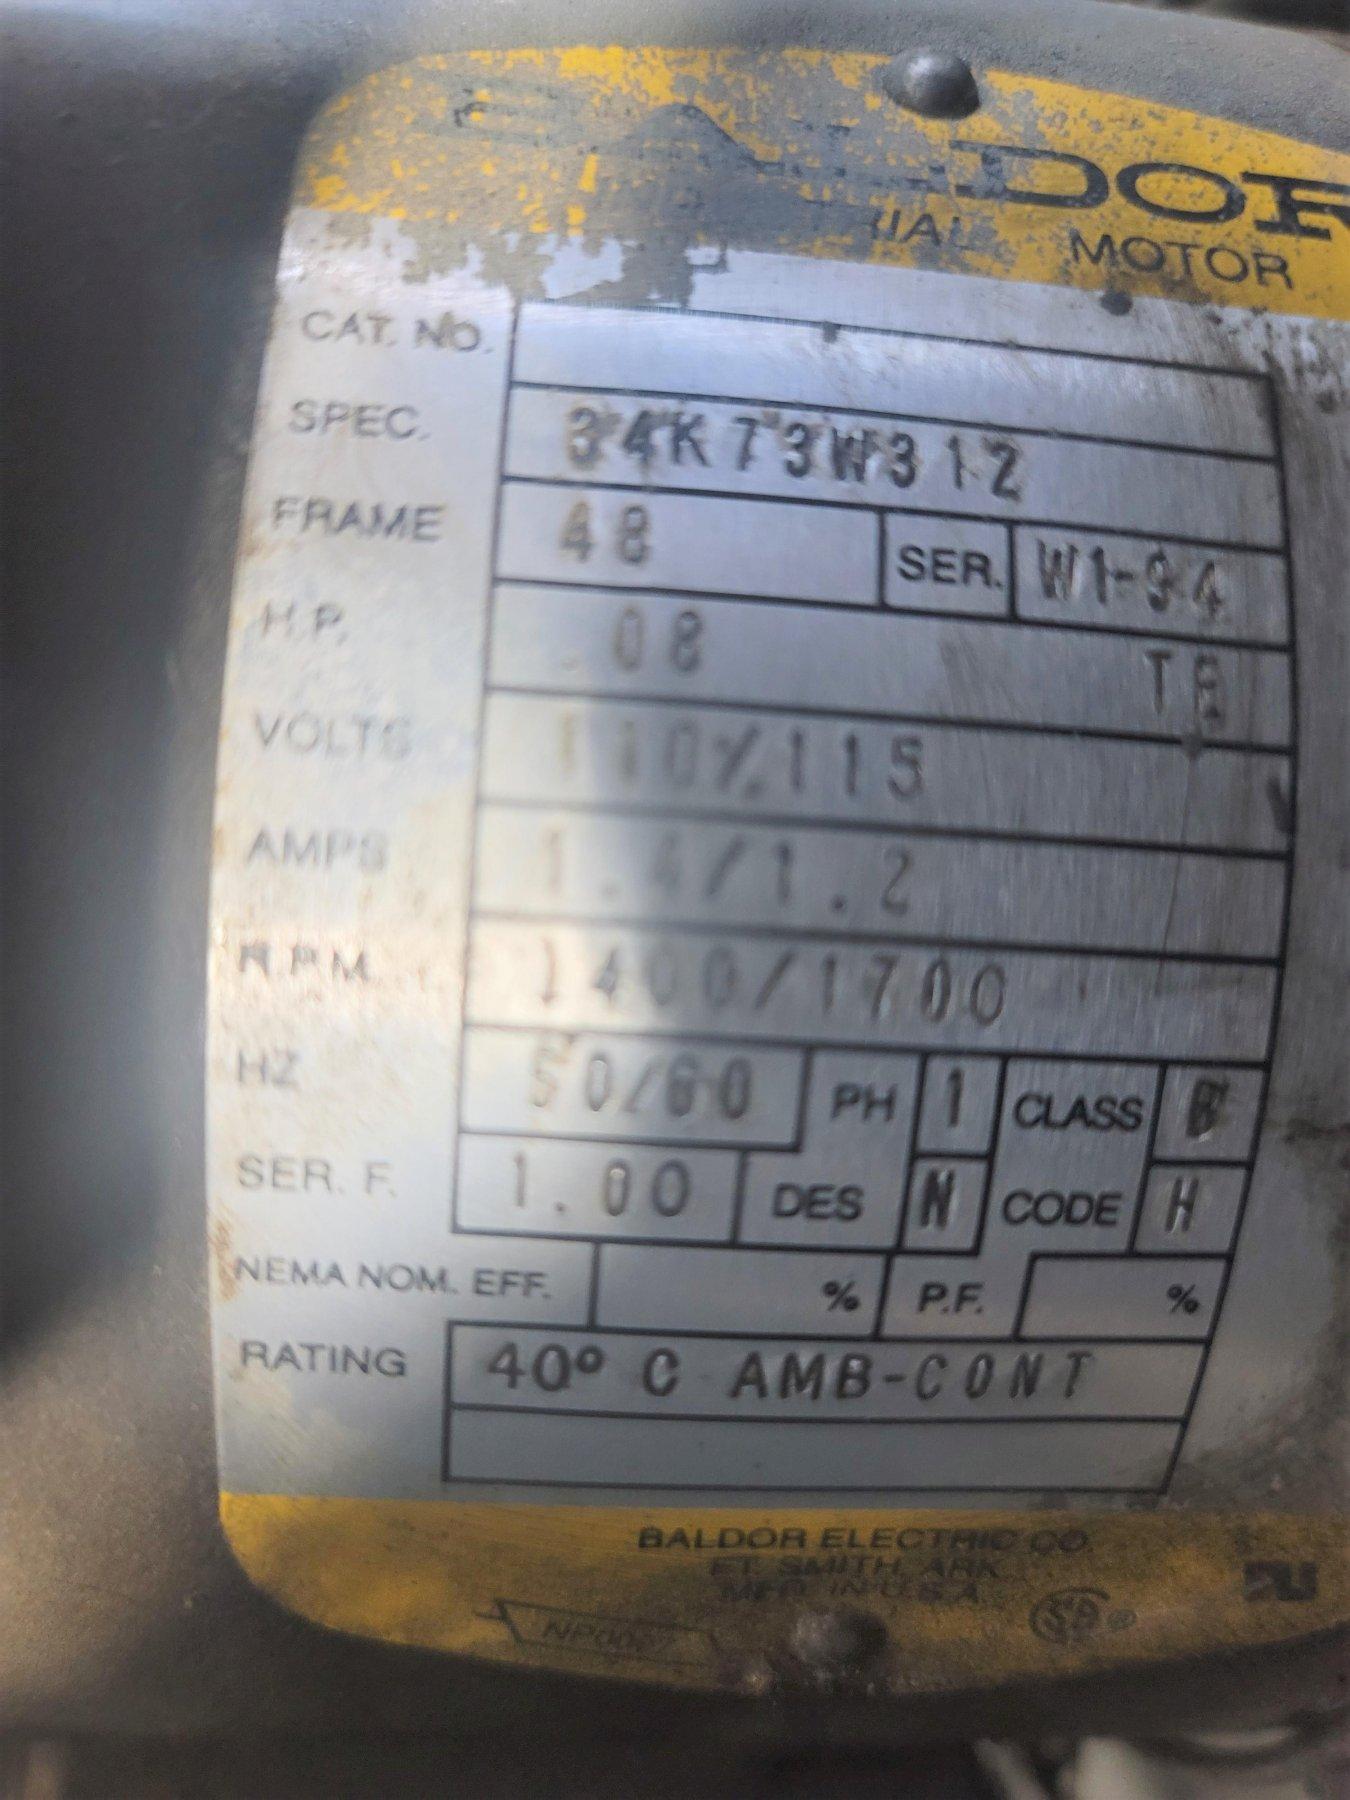 DOR
MOTOR
CAT. NO.
SPEC. 34K73W312
FRAME 48 SER. W1-94
H.P. .08
VOLTS 110/115
AMPS 1.4/1.2
R.P.M. 1400/1700
HZ 50/60 PH 1 CLASS B
SER. F. 1.00 DES N CODE H
NEMA NOM. EFF. % P.F. %
RATING 40° C AMB-CONT
BALDOR ELECTRIC CO.
FT. SMITH, ARK
MFD. IN U.S.A.